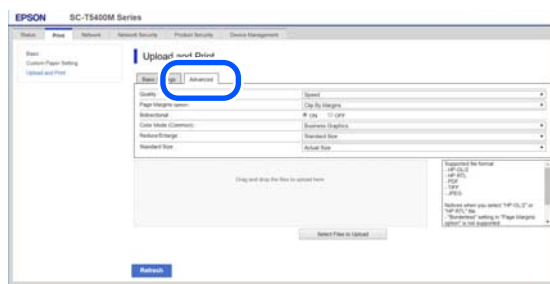 EPSON SC-T5400M Series
Status Print Network Network Security Product Security Device Management
Basic
Custom Paper Setting
Upload and Print
Upload and Print
Basic Advanced
Quality : Speed
Page Margins option : Clip By Margins
Bidirectional : ON OFF
Color Mode (Common) : Business Graphics
Reduce/Enlarge : Standard Size
Standard Size : Actual Size
Drag and drop the files to upload here
Supported file format
- HP-GL/2
- HP RTL
- PDF
- TIFF
- JPEG
Notices when you select "HP-GL/2" or
"HP RTL" file
- "Borderless" setting in "Page Margins
option" is not supported
Select Files to Upload
Refresh